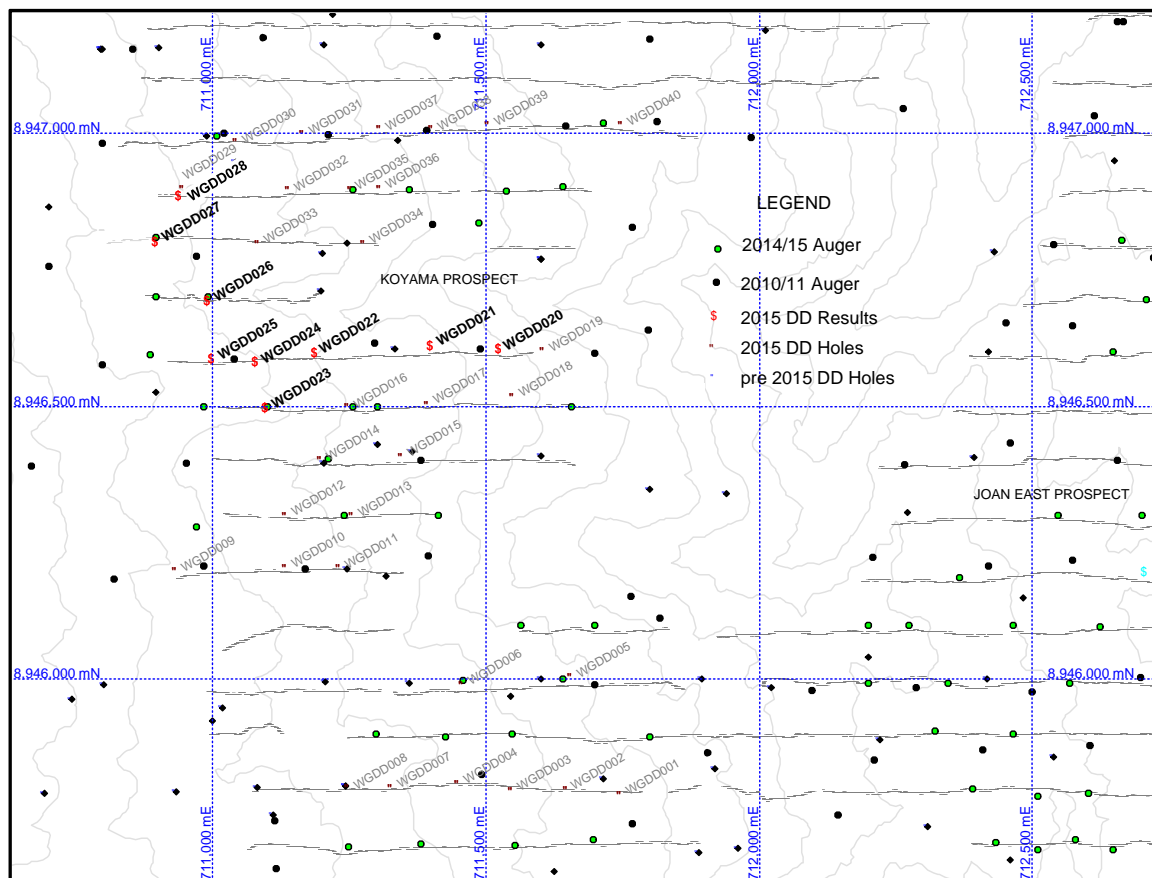 711,000 mE
711,500 mE
712,000 mE
712,500 mE
8,947,000 mN
8,947,000 mN
WGDD030
WGDD031
WGDD037
WGDD038
WGDD039
WGDD040
WGDD029
WGDD028
WGDD032
WGDD035
WGDD036
WGDD027
WGDD033
WGDD034
LEGEND
2014/15 Auger
2010/11 Auger
2015 DD Results
2015 DD Holes
pre 2015 DD Holes
KOYAMA PROSPECT
WGDD026
WGDD025
WGDD024
WGDD022
WGDD021
WGDD020
WGDD019
WGDD023
WGDD016
WGDD017
WGDD018
8,946,500 mN
8,946,500 mN
WGDD014
WGDD015
JOAN EAST PROSPECT
WGDD012
WGDD013
WGDD009
WGDD010
WGDD011
WGDD006
WGDD005
8,946,000 mN
8,946,000 mN
WGDD008
WGDD007
WGDD004
WGDD003
WGDD002
WGDD001
711,000 mE
711,500 mE
712,000 mE
712,500 mE